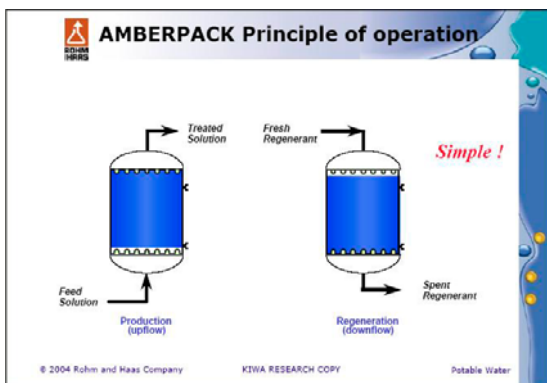 AMBERPACK Principle of operation
ROHM
HAAS
Treated
Solution
Fresh
Regenerant
Simple !
Feed
Solution
Spent
Regenerant
Production
(upflow)
Regeneration
(downflow)
© 2004 Rohm and Haas Company
KIWA RESEARCH COPY
Potable Water